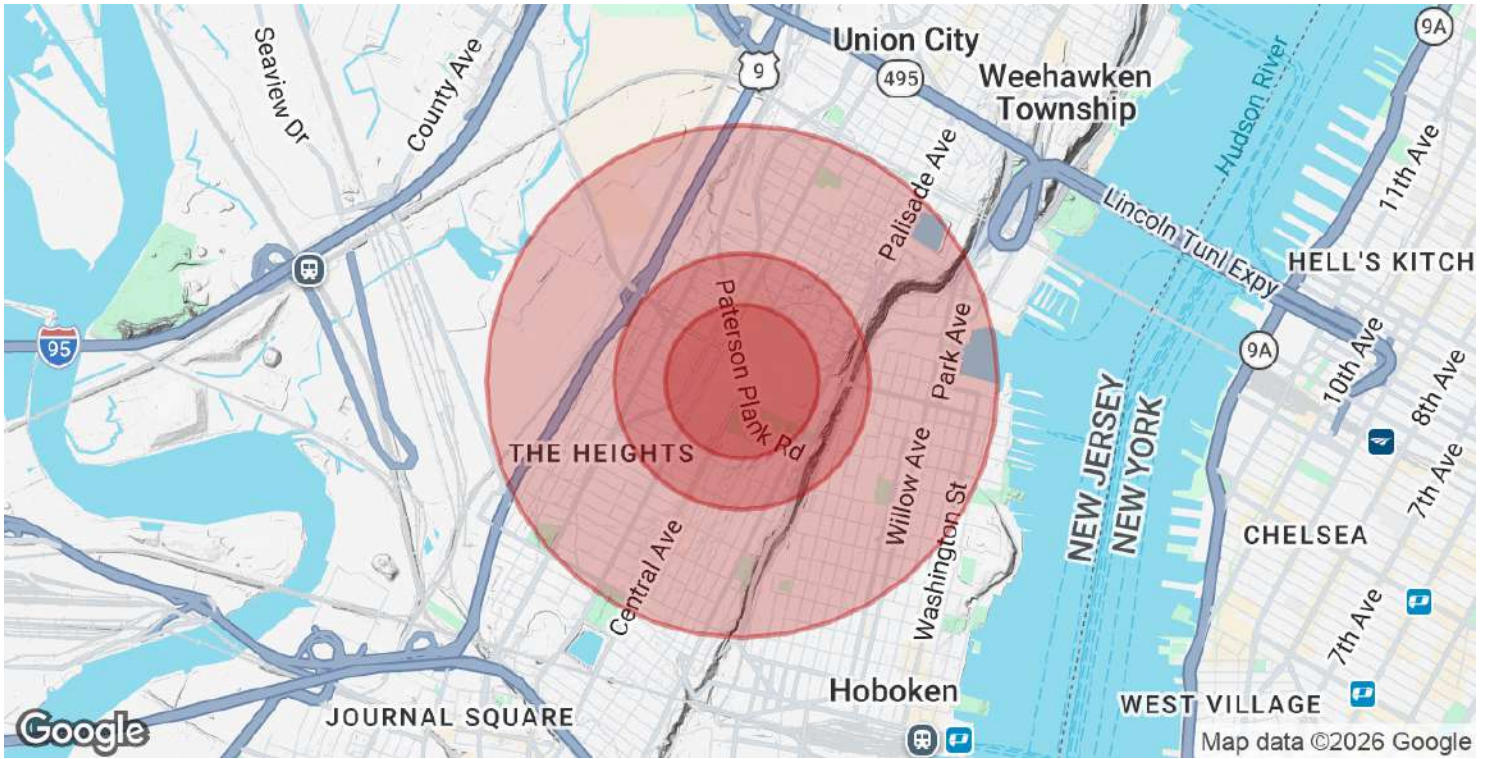 Seaview Dr
County Ave
9
Union City
495
Weehawken
Township
Hudson River
9A
11th Ave
Palisade Ave
Lincoln Tunl Expy
HELL'S KITCH
95
Paterson Plank Rd
Park Ave
9A
10th Ave
8th Ave
THE HEIGHTS
Willow Ave
NEW JERSEY
NEW YORK
7th Ave
Central Ave
Washington St
CHELSEA
7th Ave
Hoboken
WEST VILLAGE
JOURNAL SQUARE
Google
Map data ©2026 Google